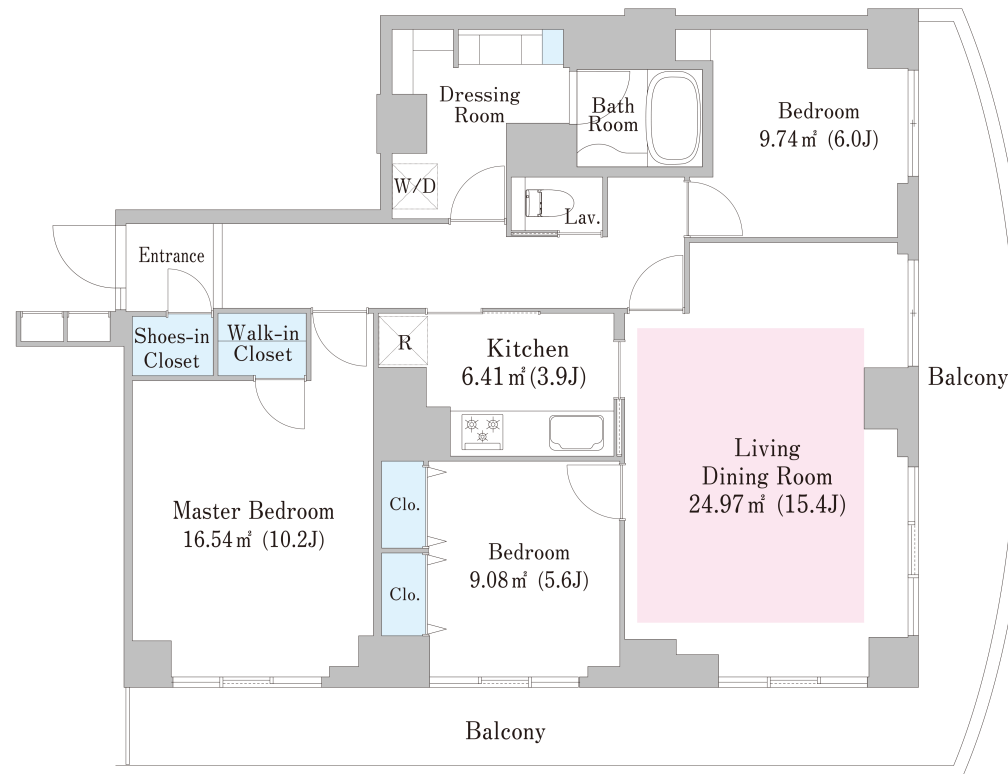 Dressing
Room
Bath
Room
Bedroom
9.74㎡ (6.0J)
W/D
Lav.
Entrance
Shoes-in
Closet
Walk-in
Closet
R
Kitchen
6.41㎡(3.9J)
Balcony
Living
Dining Room
24.97㎡ (15.4J)
Master Bedroom
16.54㎡ (10.2J)
Clo.
Bedroom
9.08㎡ (5.6J)
Clo.
Balcony